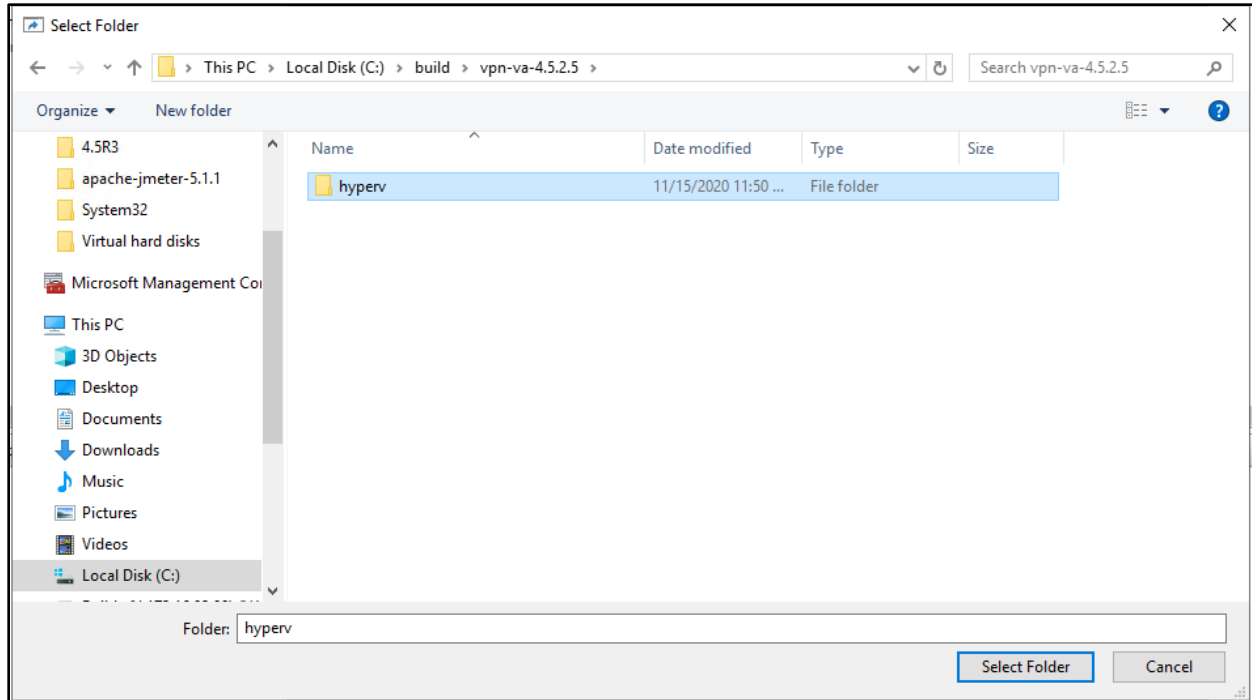 Select Folder
This PC > Local Disk (C:) > build > vpn-va-4.5.2.5 >
Search vpn-va-4.5.2.5
Organize
New folder
?
4.5R3
apache-jmeter-5.1.1
System32
Virtual hard disks
Microsoft Management Co
This PC
3D Objects
Desktop
Documents
Downloads
Music
Pictures
Videos
Local Disk (C:)
Name
Date modified
Type
Size
hyperv
11/15/2020 11:50 ...
File folder
Folder:
hyperv
Select Folder
Cancel